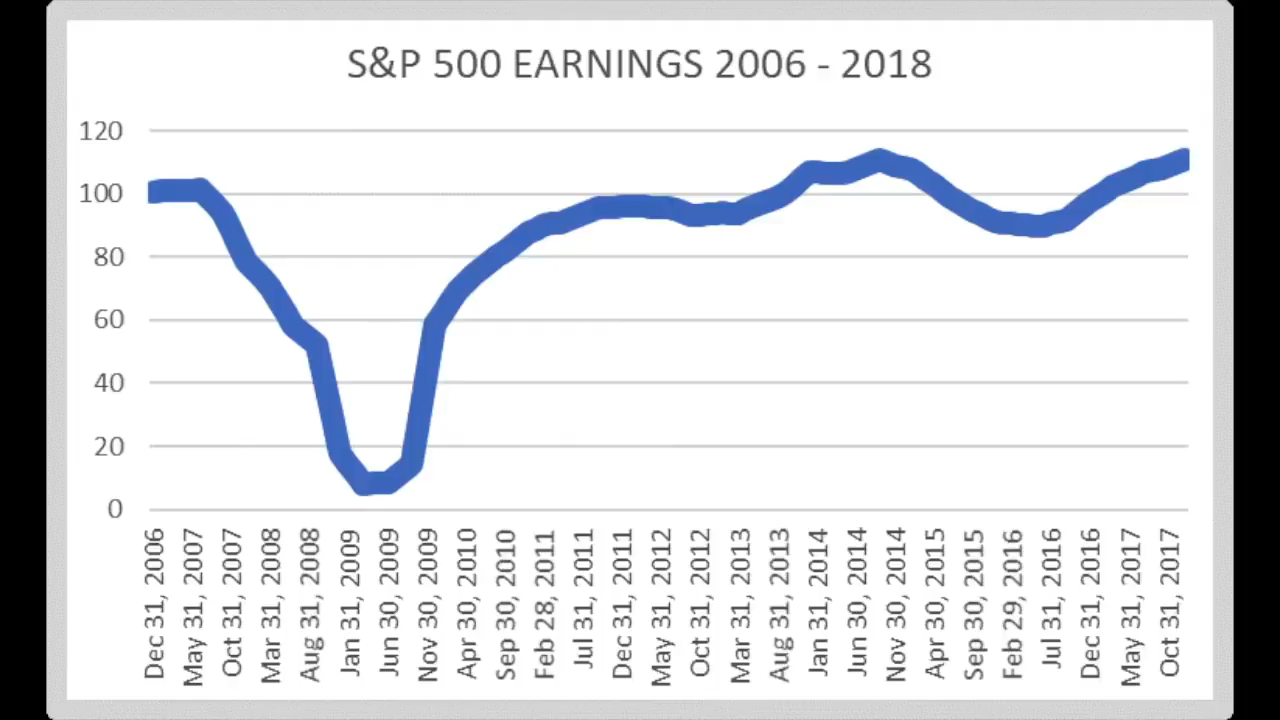 S&P 500 EARNINGS 2006 - 2018
120
100
80
60
40
20
0
Dec 31, 2006
May 31, 2007
Oct 31, 2007
Mar 31, 2008
Aug 31, 2008
Jan 31, 2009
Jun 30, 2009
Nov 30, 2009
Apr 30, 2010
Sep 30, 2010
Feb 28, 2011
Jul 31, 2011
Dec 31, 2011
May 31, 2012
Oct 31, 2012
Mar 31, 2013
Aug 31, 2013
Jan 31, 2014
Jun 30, 2014
Nov 30, 2014
Apr 30, 2015
Sep 30, 2015
Feb 29, 2016
Jul 31, 2016
Dec 31, 2016
May 31, 2017
Oct 31, 2017